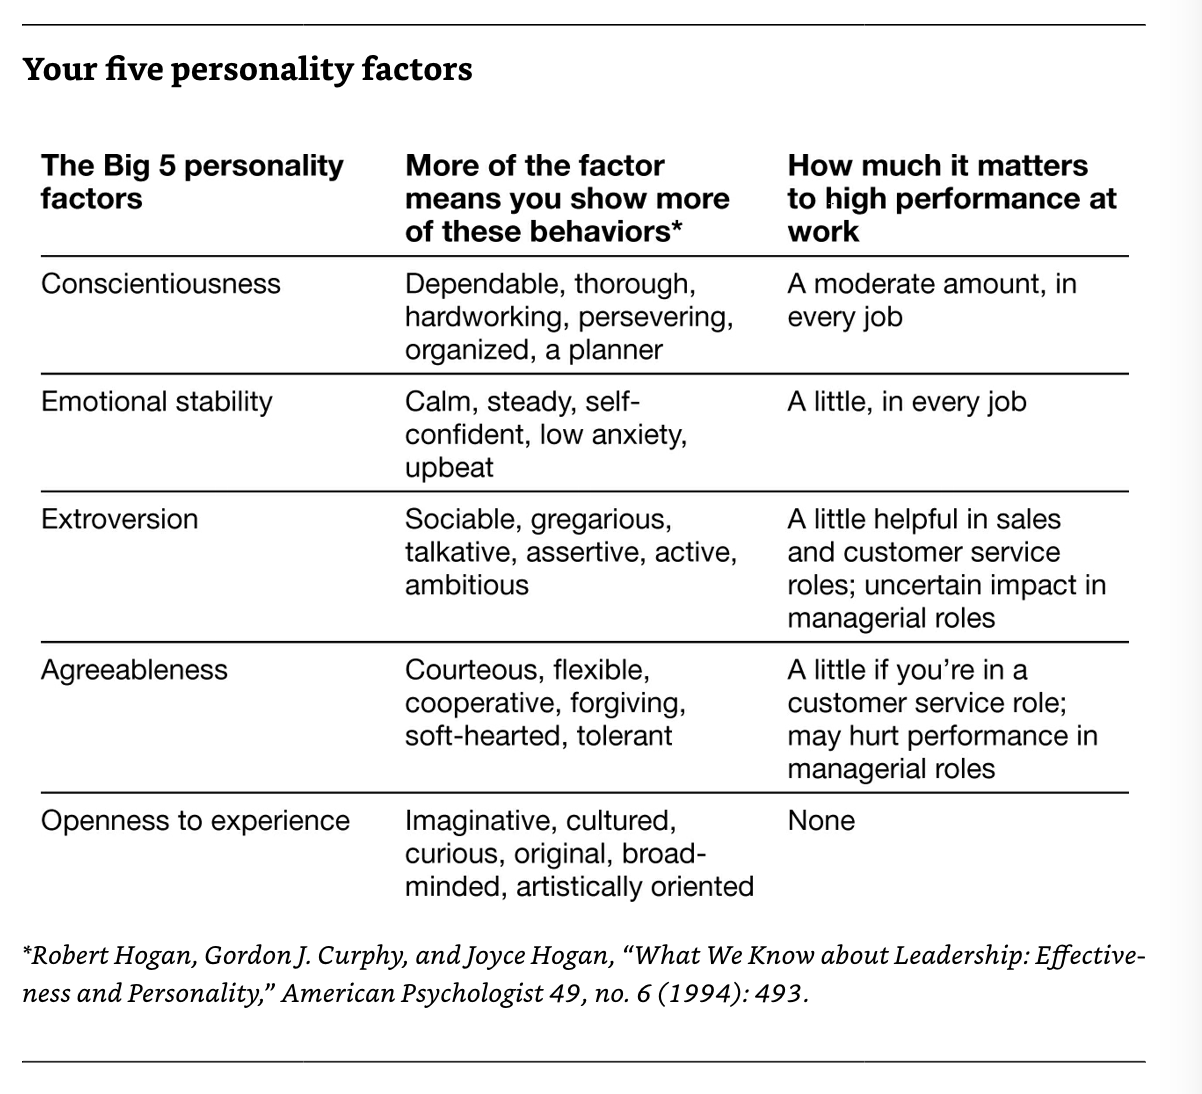 Your five personality factors
The Big 5 personality
factors
More of the factor
means you show more
of these behaviors*
How much it matters
to high performance at
work
Conscientiousness
Dependable, thorough,
hardworking, persevering,
organized, a planner
A moderate amount, in
every job
Emotional stability
Calm, steady, self-
confident, low anxiety,
upbeat
A little, in every job
Extroversion
Sociable, gregarious,
talkative, assertive, active,
ambitious
A little helpful in sales
and customer service
roles; uncertain impact in
managerial roles
Agreeableness
Courteous, flexible,
cooperative, forgiving,
soft-hearted, tolerant
A little if you’re in a
customer service role;
may hurt performance in
managerial roles
Openness to experience
Imaginative, cultured,
curious, original, broad-
minded, artistically oriented
None
*Robert Hogan, Gordon J. Curphy, and Joyce Hogan, “What We Know about Leadership: Effective-
ness and Personality,” American Psychologist 49, no. 6 (1994): 493.